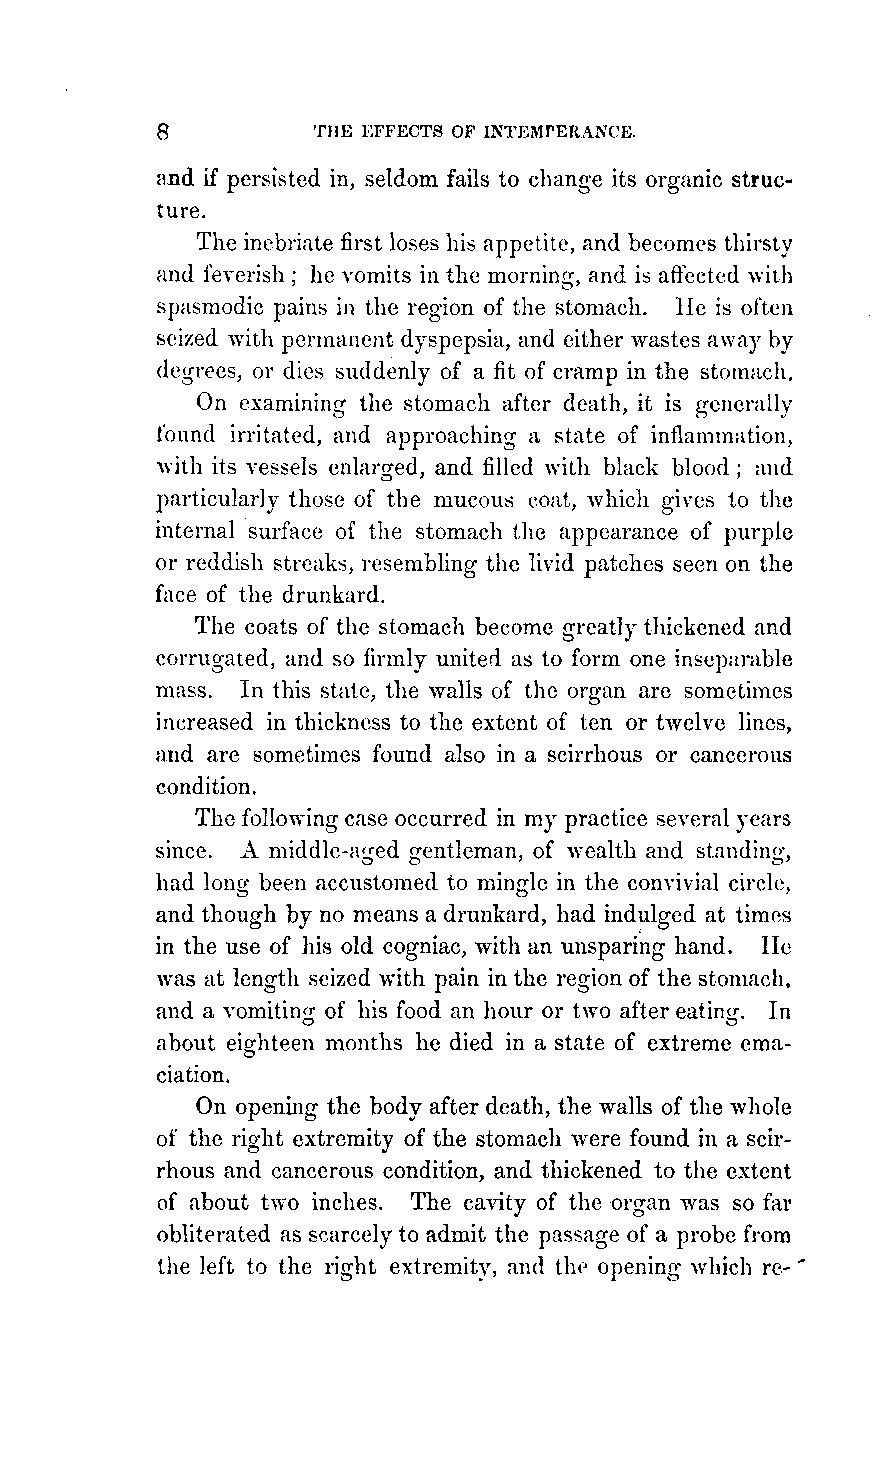 8 THE EFFECTS OF INTEMPERANCE.
and if persisted in, seldom fails to change its organic struc-
ture.
The inebriate first loses his appetite, and becomes thirsty
and feverish ; he vomits in the morning, and is affected with
spasmodic pains in the region of the stomach. He is often
seized with permanent dyspepsia, and either wastes away by
degrees, or dies suddenly of a fit of cramp in the stomach.
On examining the stomach after death, it is generally
found irritated, and approaching a state of inflammation,
with its vessels enlarged, and filled with black blood ; and
particularly those of the mucous coat, which gives to the
internal surface of the stomach the appearance of purple
or reddish streaks, resembling the livid patches seen on the
face of the drunkard.
The coats of the stomach become greatly thickened and
corrugated, and so firmly united as to form one inseparable
mass. In this state, the walls of the organ are sometimes
increased in thickness to the extent of ten or twelve lines,
and are sometimes found also in a scirrhous or cancerous
condition.
The following case occurred in my practice several years
since. A middle-aged gentleman, of wealth and standing,
had long been accustomed to mingle in the convivial circle,
and though by no means a drunkard, had indulged at times
in the use of his old cogniac, with an unsparing hand. He
was at length seized with pain in the region of the stomach,
and a vomiting of his food an hour or two after eating. In
about eighteen months he died in a state of extreme ema-
ciation.
On opening the body after death, the walls of the whole
of the right extremity of the stomach were found in a scir-
rhous and cancerous condition, and thickened to the extent
of about two inches. The cavity of the organ was so far
obliterated as scarcely to admit the passage of a probe from
the left to the right extremity, and the opening which re-